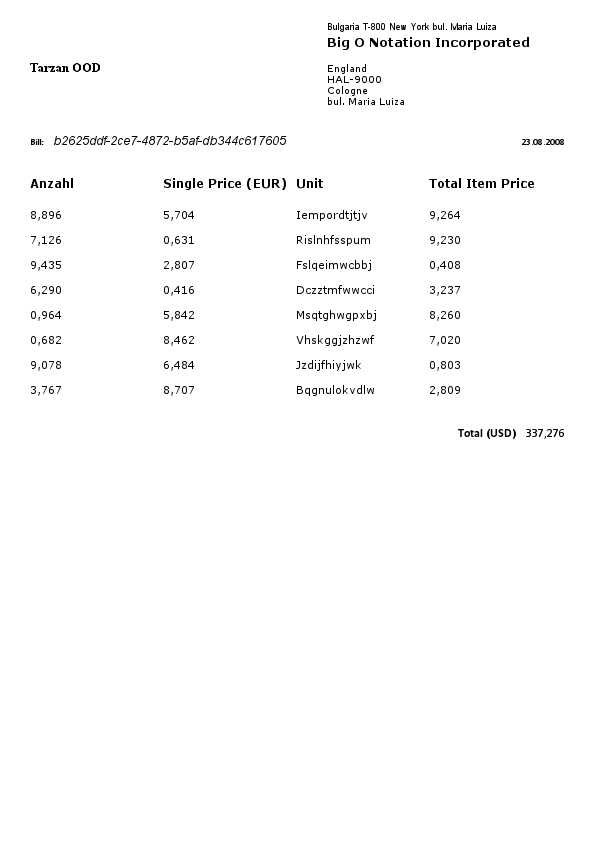 Bulgaria T-800 New York bul. Maria Luiza
Big O Notation Incorporated
Tarzan OOD
England
HAL-9000
Cologne
bul. Maria Luiza
Bill: b2625ddf-2ce7-4872-b5af-db344c617605 23.08.2008
Anzahl Single Price (EUR) Unit Total Item Price
8,896 5,704 Iempordtjtjv 9,264
7,126 0,631 Rislnhfsspum 9,230
9,435 2,807 Fslqeimwcbbj 0,408
6,290 0,416 Dczztmfwwcci 3,237
0,964 5,842 Msqtghwgpxbj 8,260
0,682 8,462 Vhskggjzhzwf 7,020
9,078 6,484 Jzdijfhiyjwk 0,803
3,767 8,707 Bqgnulokvdlw 2,809
Total (USD) 337,276